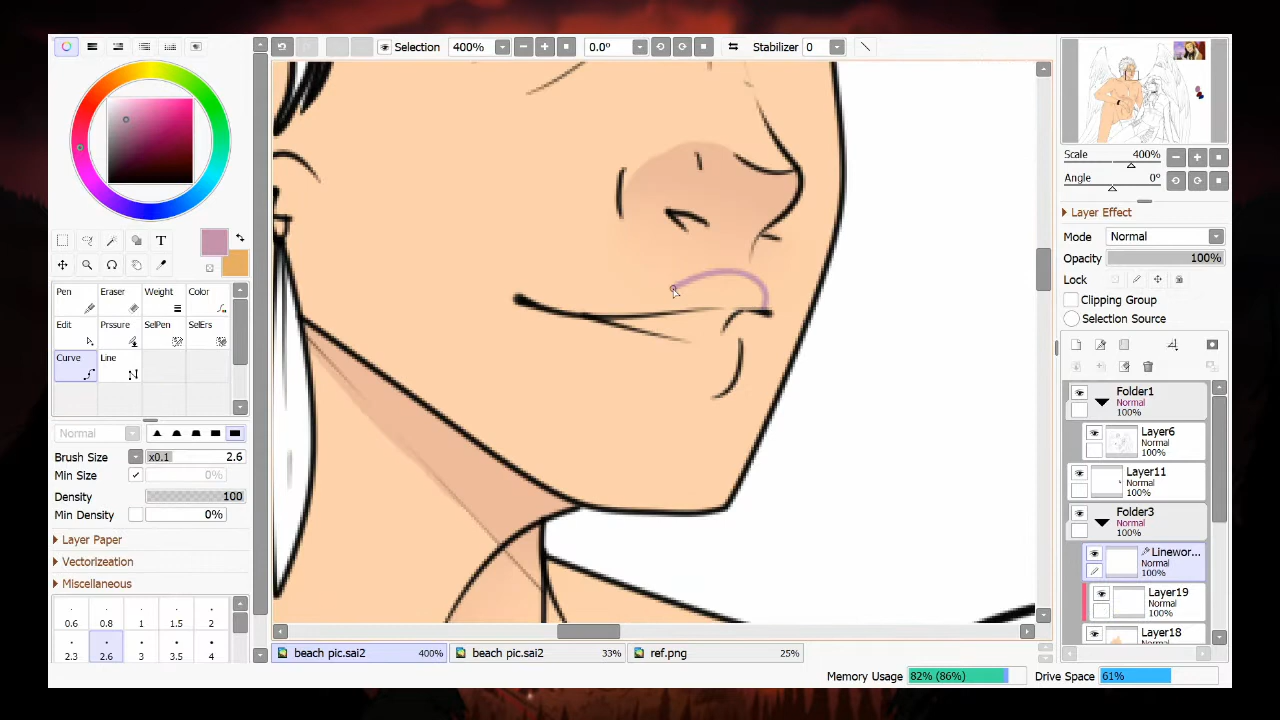 Selection 400% 0.0° Stabilizer 0
T
Pen Eraser Weight Color
Edit Prssure SelPen SelErs
Curve Line
Normal
Brush Size x0.1 2.6
Min Size 0%
Density 100
Min Density 0%
Layer Paper
Vectorization
Miscellaneous
0.6 0.8 1 1.5 2
2.3 2.6 3 3.5 4
beach pic.sai2 400% beach pic.sai2 33% ref.png 25%
Scale 400%
Angle 0°
Layer Effect
Mode Normal
Opacity 100%
Lock
Clipping Group
Selection Source
Folder1
Normal
100%
Layer6
Normal
100%
Layer11
Normal
100%
Folder3
Normal
100%
Linewor...
Normal
100%
Layer19
Normal
100%
Layer18
Normal
Memory Usage 82% (86%) Drive Space 61%